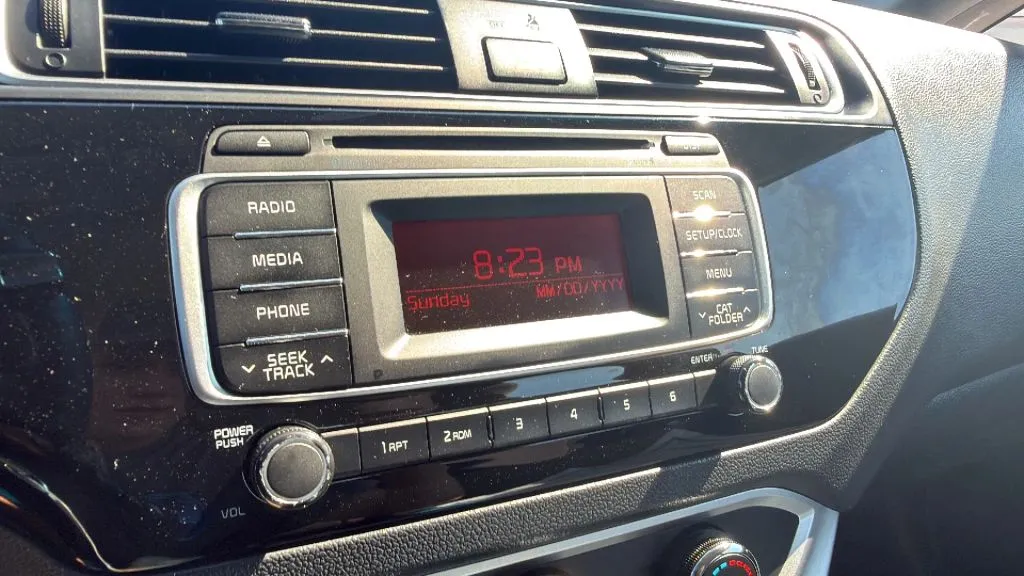 OFF
RADIO
MEDIA
PHONE
SEEK
TRACK
8:23 PM
Sunday MM/DD/YYYY
SCAN
SETUP/CLOCK
MENU
CAT
FOLDER
POWER
PUSH
VOL
1 RPT
2 RDM
3
4
5
6
ENTER
TUNE